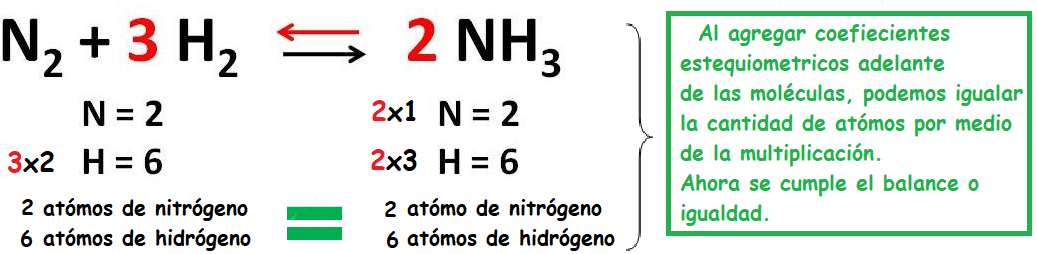 N₂ + 3 H₂ ⇄ 2 NH₃
N = 2
2x1 N = 2
3x2 H = 6
2x3 H = 6
2 atómos de nitrógeno = 2 atómo de nitrógeno
6 atómos de hidrógeno 6 atómos de hidrógeno
Al agregar coefiecientes
estequiometricos adelante
de las moléculas, podemos igualar
la cantidad de atómos por medio
de la multiplicación.
Ahora se cumple el balance o
igualdad.